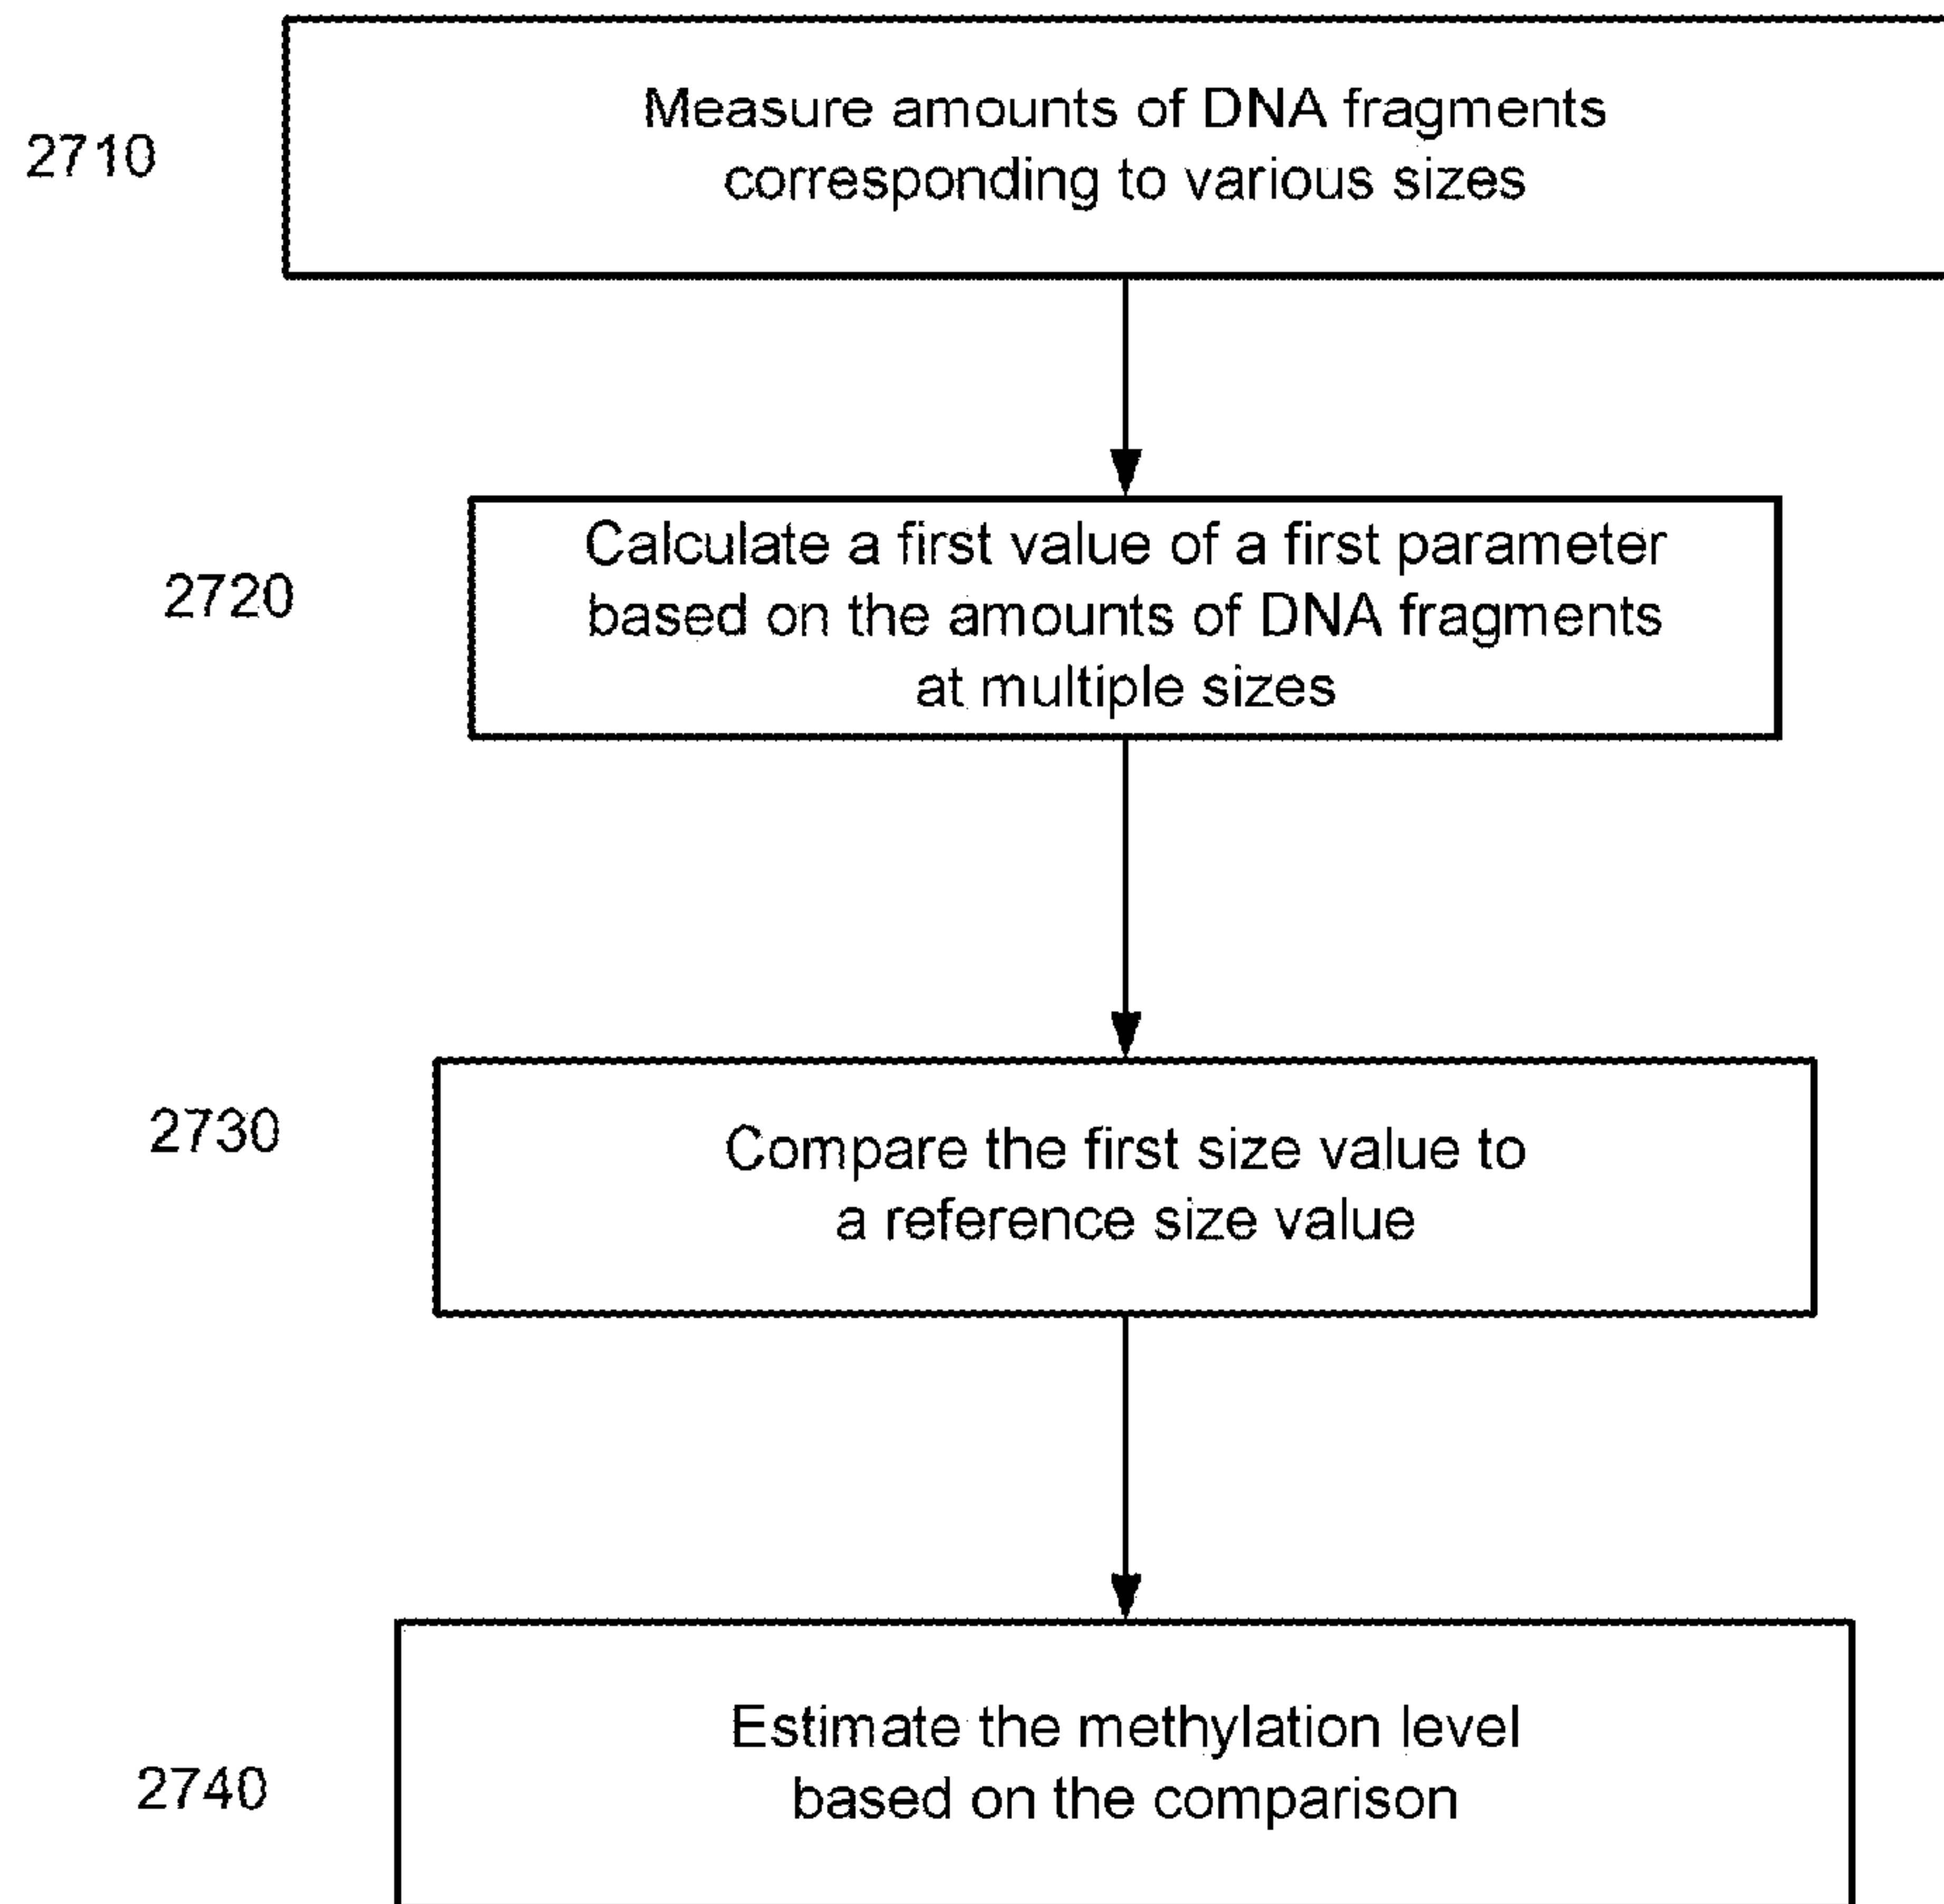 2710
Measure amounts of DNA fragments
corresponding to various sizes
2720
Calculate a first value of a first parameter
based on the amounts of DNA fragments
at multiple sizes
2730
Compare the first size value to
a reference size value
2740
Estimate the methylation level
based on the comparison